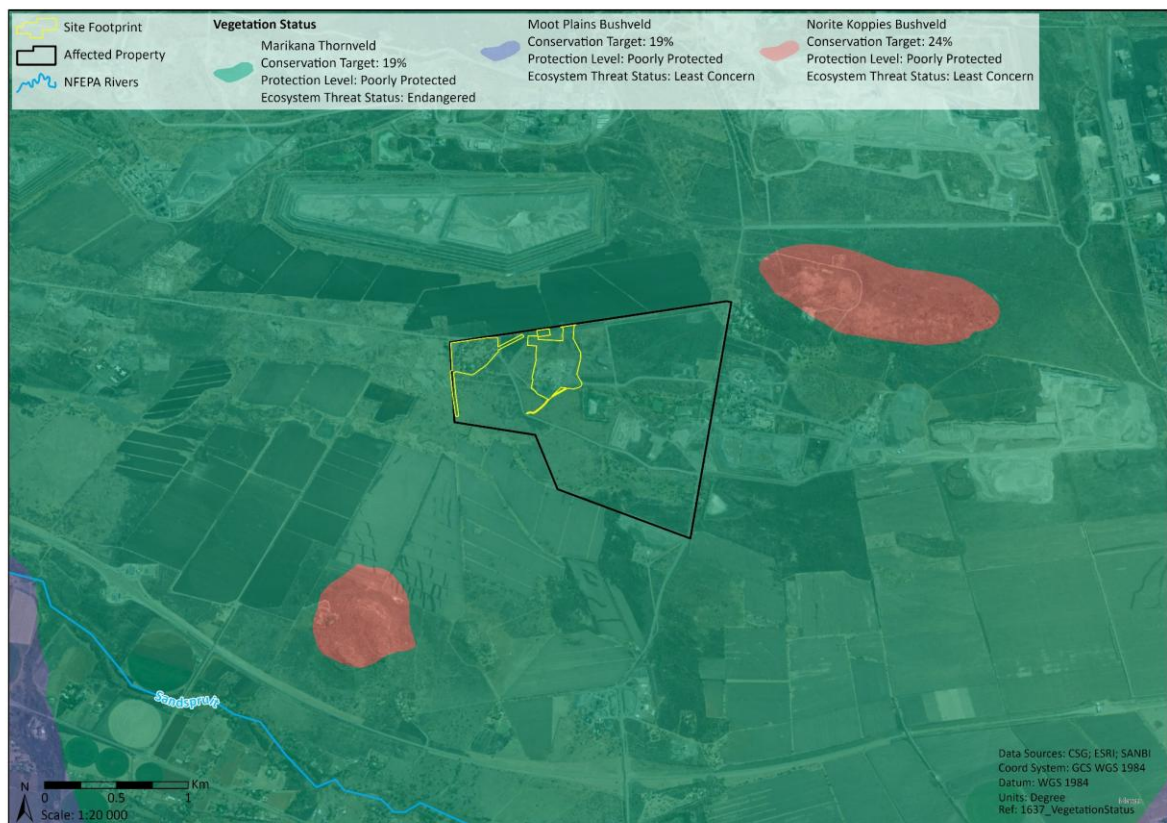 Site Footprint
Affected Property
NFEPA Rivers
Vegetation Status
Marikana Thornveld
Conservation Target: 19%
Protection Level: Poorly Protected
Ecosystem Threat Status: Endangered
Moot Plains Bushveld
Conservation Target: 19%
Protection Level: Poorly Protected
Ecosystem Threat Status: Least Concern
Norite Koppies Bushveld
Conservation Target: 24%
Protection Level: Poorly Protected
Ecosystem Threat Status: Least Concern
Sandspruit
N
Km
0 0.5 1
Scale: 1:20 000
Data Sources: CSG; ESRI; SANBI
Coord System: GCS WGS 1984
Datum: WGS 1984
Units: Degree
Ref: 1637_VegetationStatus